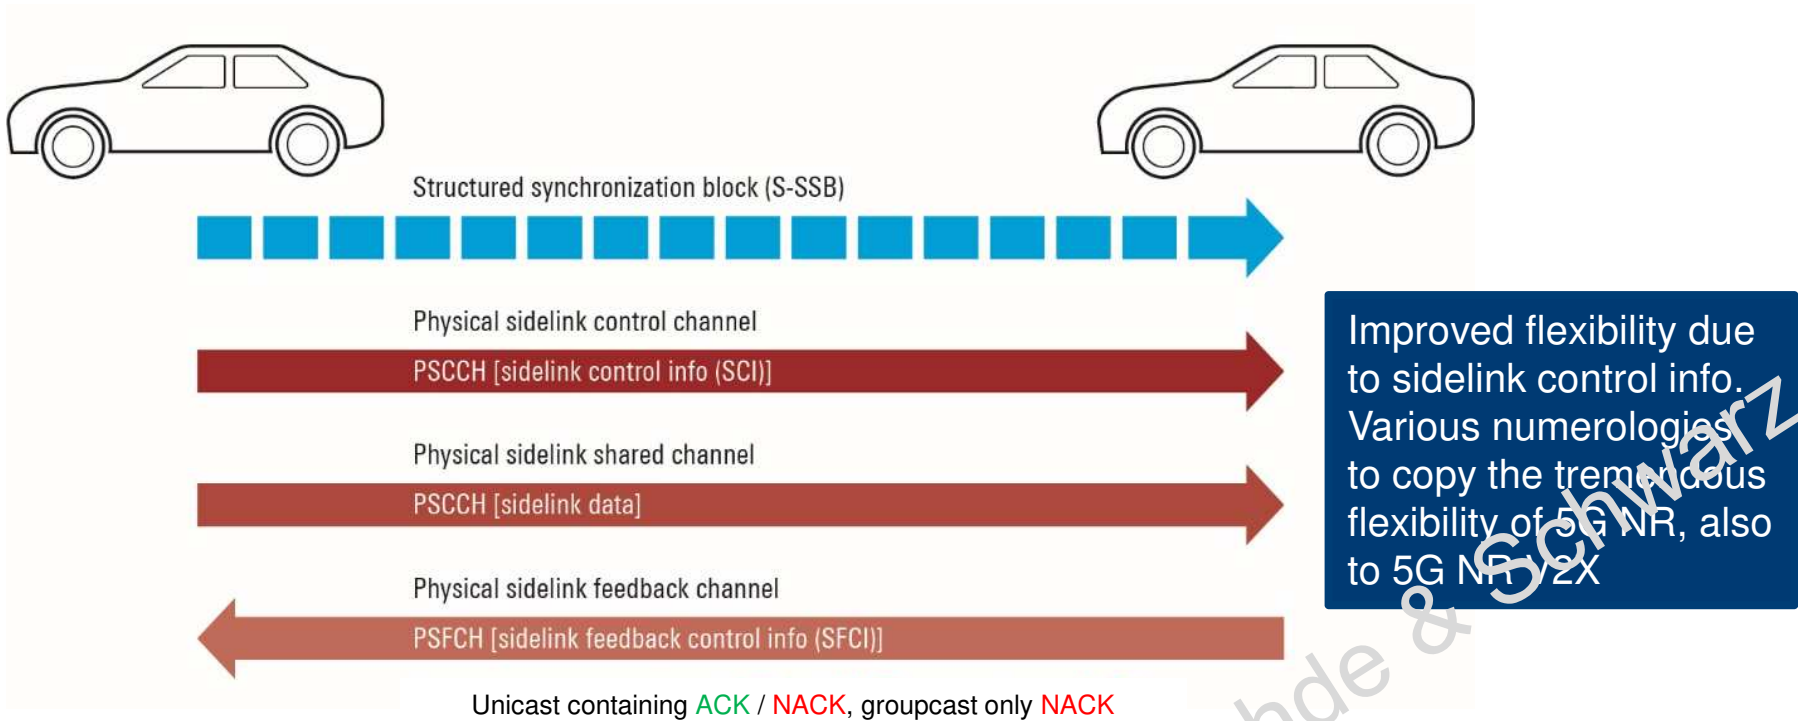 Structured synchronization block (S-SSB)
Physical sidelink control channel
PSCCH [sidelink control info (SCI)]
Physical sidelink shared channel
PSCCH [sidelink data]
Physical sidelink feedback channel
PSFCH [sidelink feedback control info (SFCI)]
Unicast containing ACK / NACK, groupcast only NACK
Improved flexibility due
to sidelink control info.
Various numerologies
to copy the tremendous
flexibility of 5G NR, also
to 5G NR V2X
hde & Schwarz